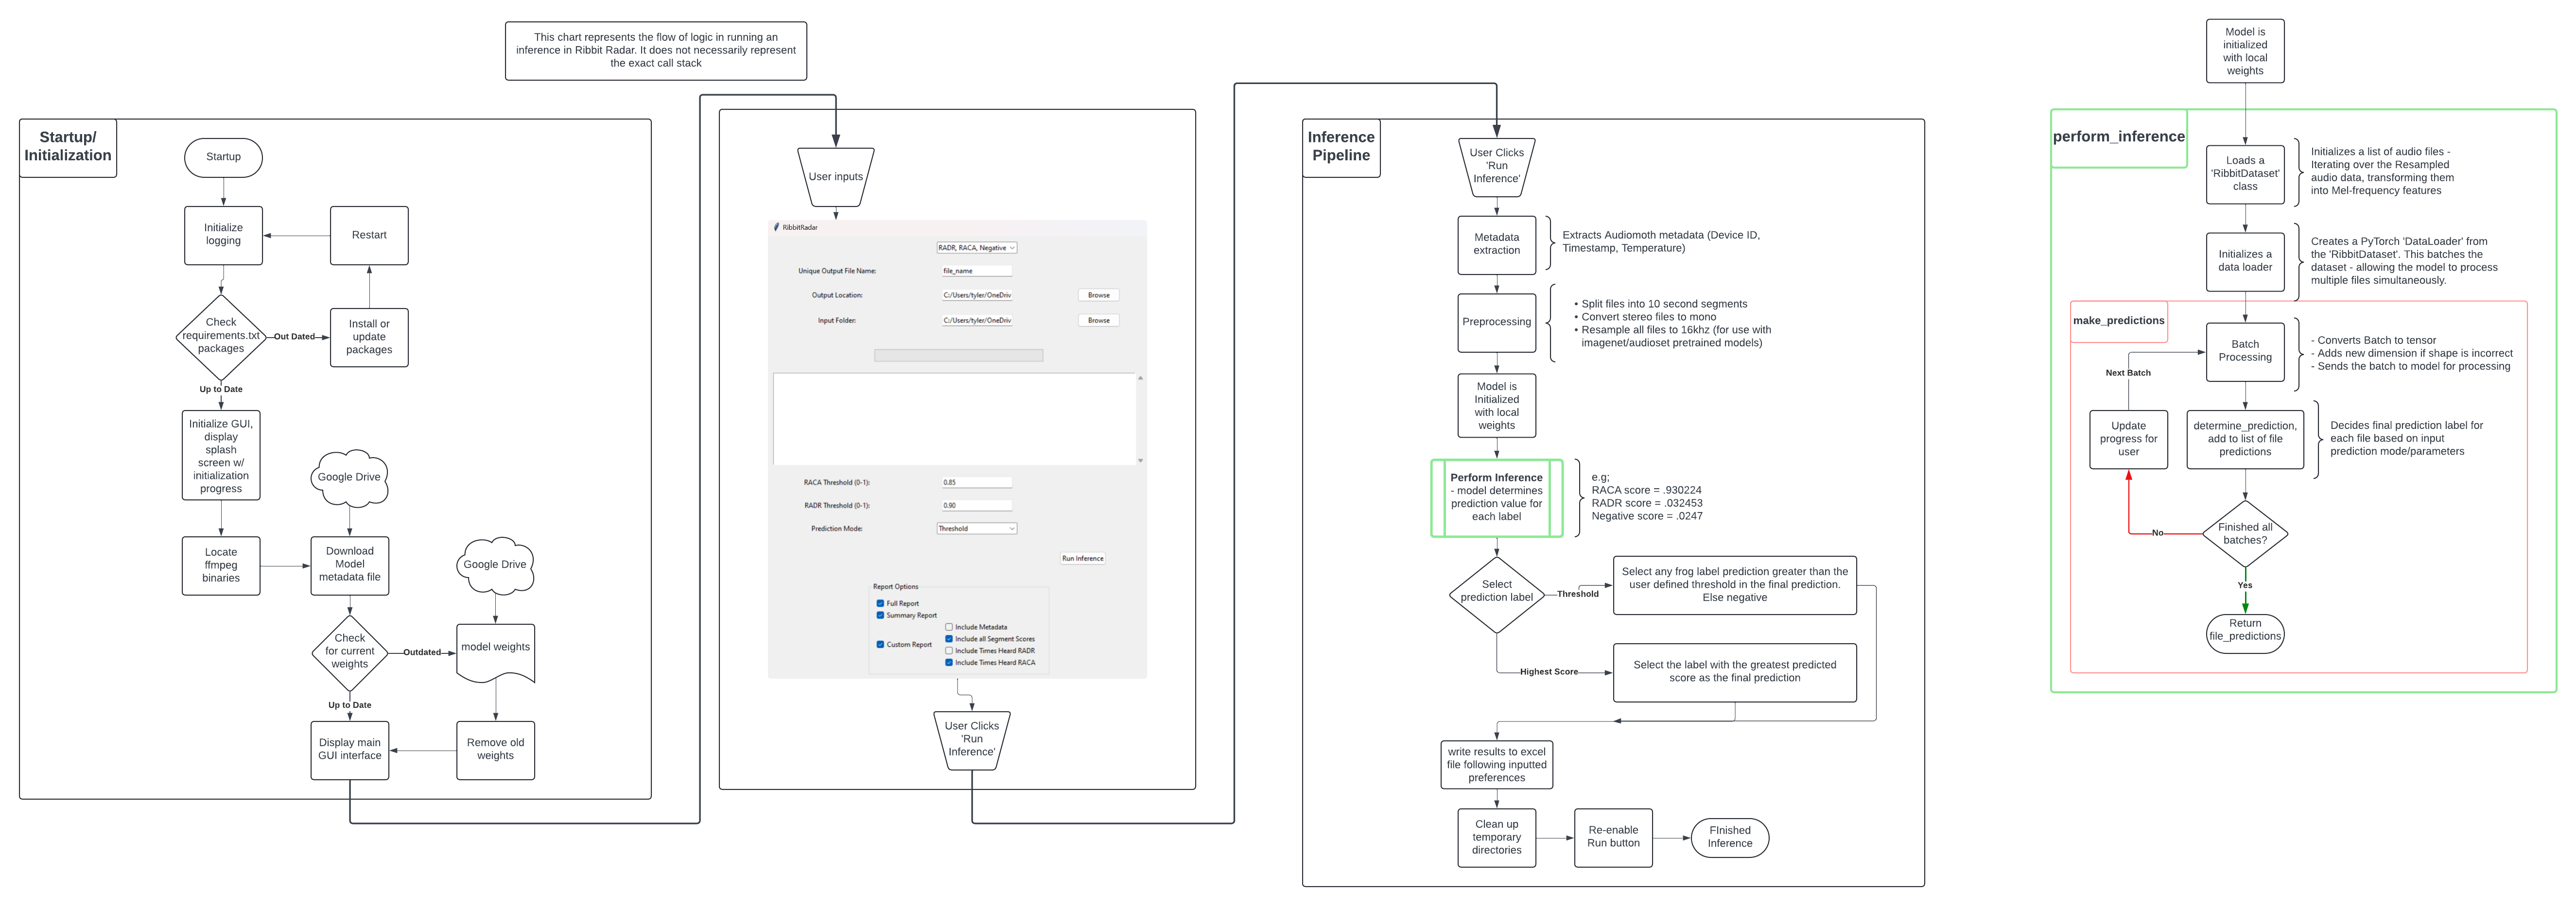 This chart represents the flow of logic in running an
inference in Ribbit Radar. It does not necessarily represent
the exact call stack
Startup/
Initialization
Startup
Initialize
logging
Restart
Check
requirements.txt
packages
Out Dated
Install or
update
packages
Up to Date
Initialize GUI,
display
splash
screen w/
initialization
progress
Google Drive
Locate
ffmpeg
binaries
Download
Model
metadata file
Google Drive
Check
for current
weights
Outdated
model weights
Up to Date
Display main
GUI interface
Remove old
weights
User inputs
RibbitRadar
RADR, RACA, Negative
Unique Output File Name:
file_name
Output Location:
C:/Users/tyler/OneDriv
Browse
Input Folder:
C:/Users/tyler/OneDriv
Browse
RACA Threshold (0-1):
0.85
RADR Threshold (0-1):
0.90
Prediction Mode:
Threshold
Run Inference
Report Options
Full Report
Summary Report
Custom Report
Include Metadata
Include all Segment Scores
Include Times Heard RADR
Include Times Heard RACA
User Clicks
'Run
Inference'
Inference
Pipeline
User Clicks
'Run
Inference'
Metadata
extraction
Extracts Audiomoth metadata (Device ID,
Timestamp, Temperature)
Preprocessing
• Split files into 10 second segments
• Convert stereo files to mono
• Resample all files to 16khz (for use with
imagenet/audioset pretrained models)
Model is
Initialized
with local
weights
Perform Inference
- model determines
prediction value for
each label
e.g;
RACA score = .930224
RADR score = .032453
Negative score = .0247
Select
prediction label
Threshold
Select any frog label prediction greater than the
user defined threshold in the final prediction.
Else negative
Highest Score
Select the label with the greatest predicted
score as the final prediction
write results to excel
file following inputted
preferences
Clean up
temporary
directories
Re-enable
Run button
FInished
Inference
Model is
initialized
with local
weights
perform_inference
Loads a
'RibbitDataset'
class
Initializes a list of audio files -
Iterating over the Resampled
audio data, transforming them
into Mel-frequency features
Initializes a
data loader
Creates a PyTorch 'DataLoader' from
the 'RibbitDataset'. This batches the
dataset - allowing the model to process
multiple files simultaneously.
make_predictions
Batch
Processing
- Converts Batch to tensor
- Adds new dimension if shape is incorrect
- Sends the batch to model for processing
Next Batch
Update
progress for
user
determine_prediction,
add to list of file
predictions
Decides final prediction label for
each file based on input
prediction mode/parameters
Finished all
batches?
No
Yes
Return
file_predictions